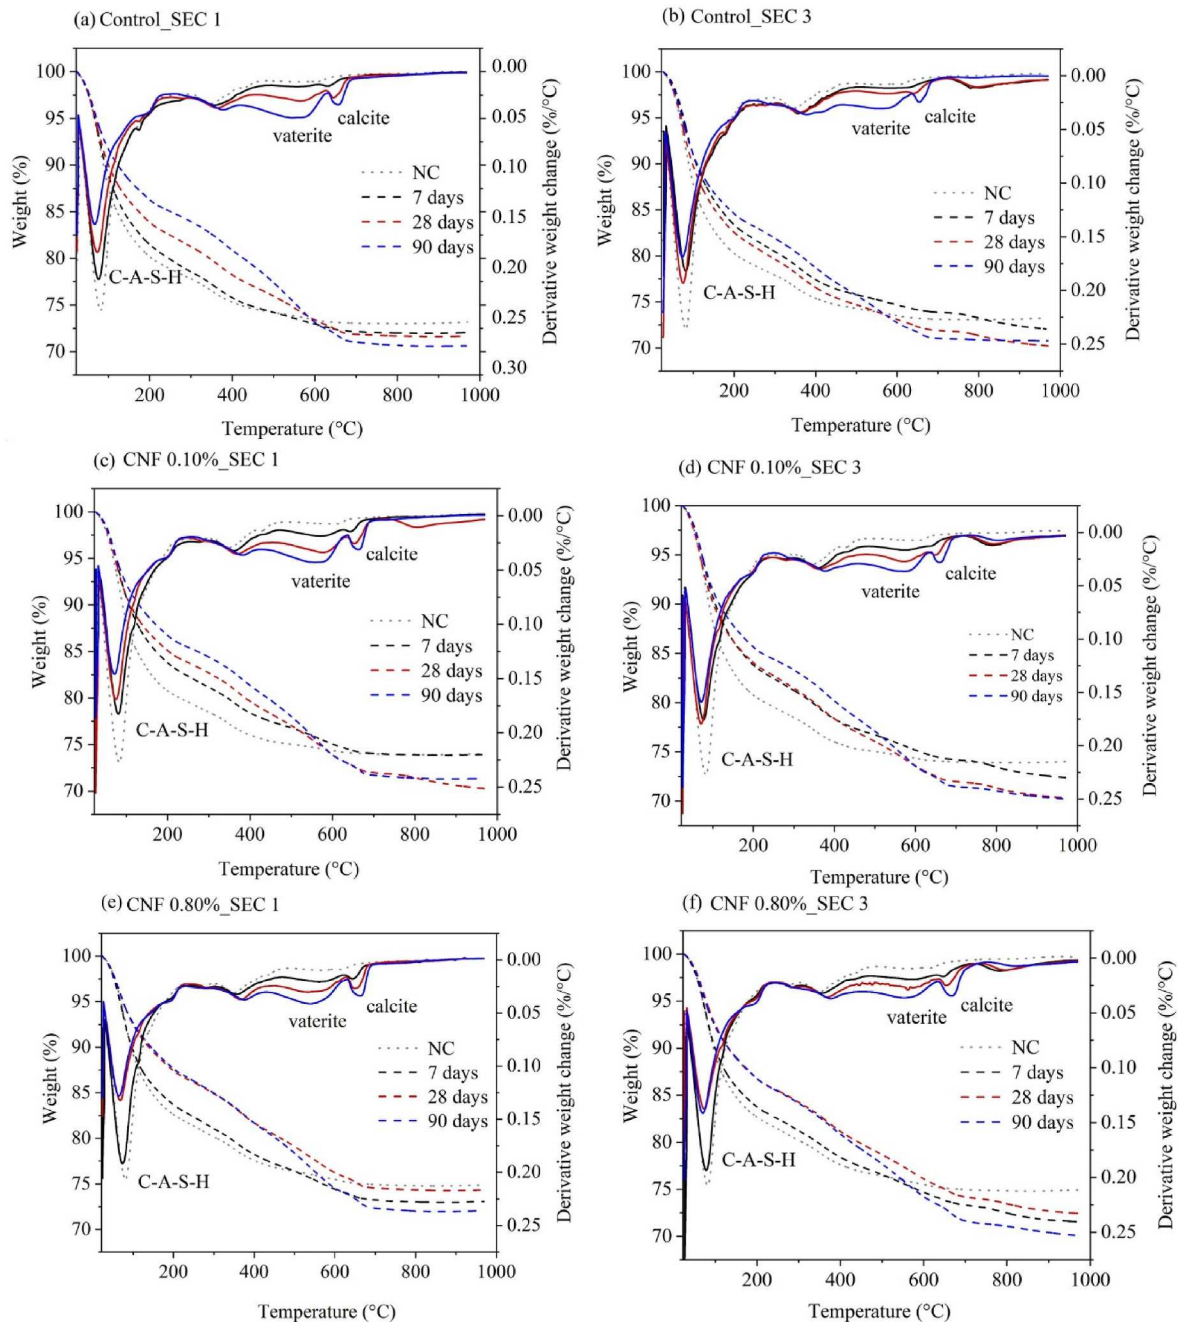 (a) Control_SEC 1
100
95
90
85
80
75
70
Weight (%)
0.00
0.05
0.10
0.15
0.20
0.25
0.30
Derivative weight change (%/°C)
vaterite
calcite
C-A-S-H
NC
7 days
28 days
90 days
200 400 600 800 1000
Temperature (°C)
(b) Control_SEC 3
100
95
90
85
80
75
70
Weight (%)
0.00
0.05
0.10
0.15
0.20
0.25
Derivative weight change (%/°C)
vaterite
calcite
C-A-S-H
NC
7 days
28 days
90 days
200 400 600 800 1000
Temperature (°C)
(c) CNF 0.10%_SEC 1
100
95
90
85
80
75
70
Weight (%)
0.00
0.05
0.10
0.15
0.20
0.25
Derivative weight change (%/°C)
calcite
vaterite
C-A-S-H
NC
7 days
28 days
90 days
200 400 600 800 1000
Temperature (°C)
(d) CNF 0.10%_SEC 3
100
95
90
85
80
75
70
Weight (%)
0.00
0.05
0.10
0.15
0.20
0.25
Derivative weight change (%/°C)
calcite
vaterite
C-A-S-H
NC
7 days
28 days
90 days
200 400 600 800 1000
Temperature (°C)
(e) CNF 0.80%_SEC 1
100
95
90
85
80
75
70
Weight (%)
0.00
0.05
0.10
0.15
0.20
0.25
Derivative weight change (%/°C)
calcite
vaterite
C-A-S-H
NC
7 days
28 days
90 days
200 400 600 800 1000
Temperature (°C)
(f) CNF 0.80%_SEC 3
100
95
90
85
80
75
70
Weight (%)
0.00
0.05
0.10
0.15
0.20
0.25
Derivative weight change (%/°C)
calcite
vaterite
C-A-S-H
NC
7 days
28 days
90 days
200 400 600 800 1000
Temperature (°C)